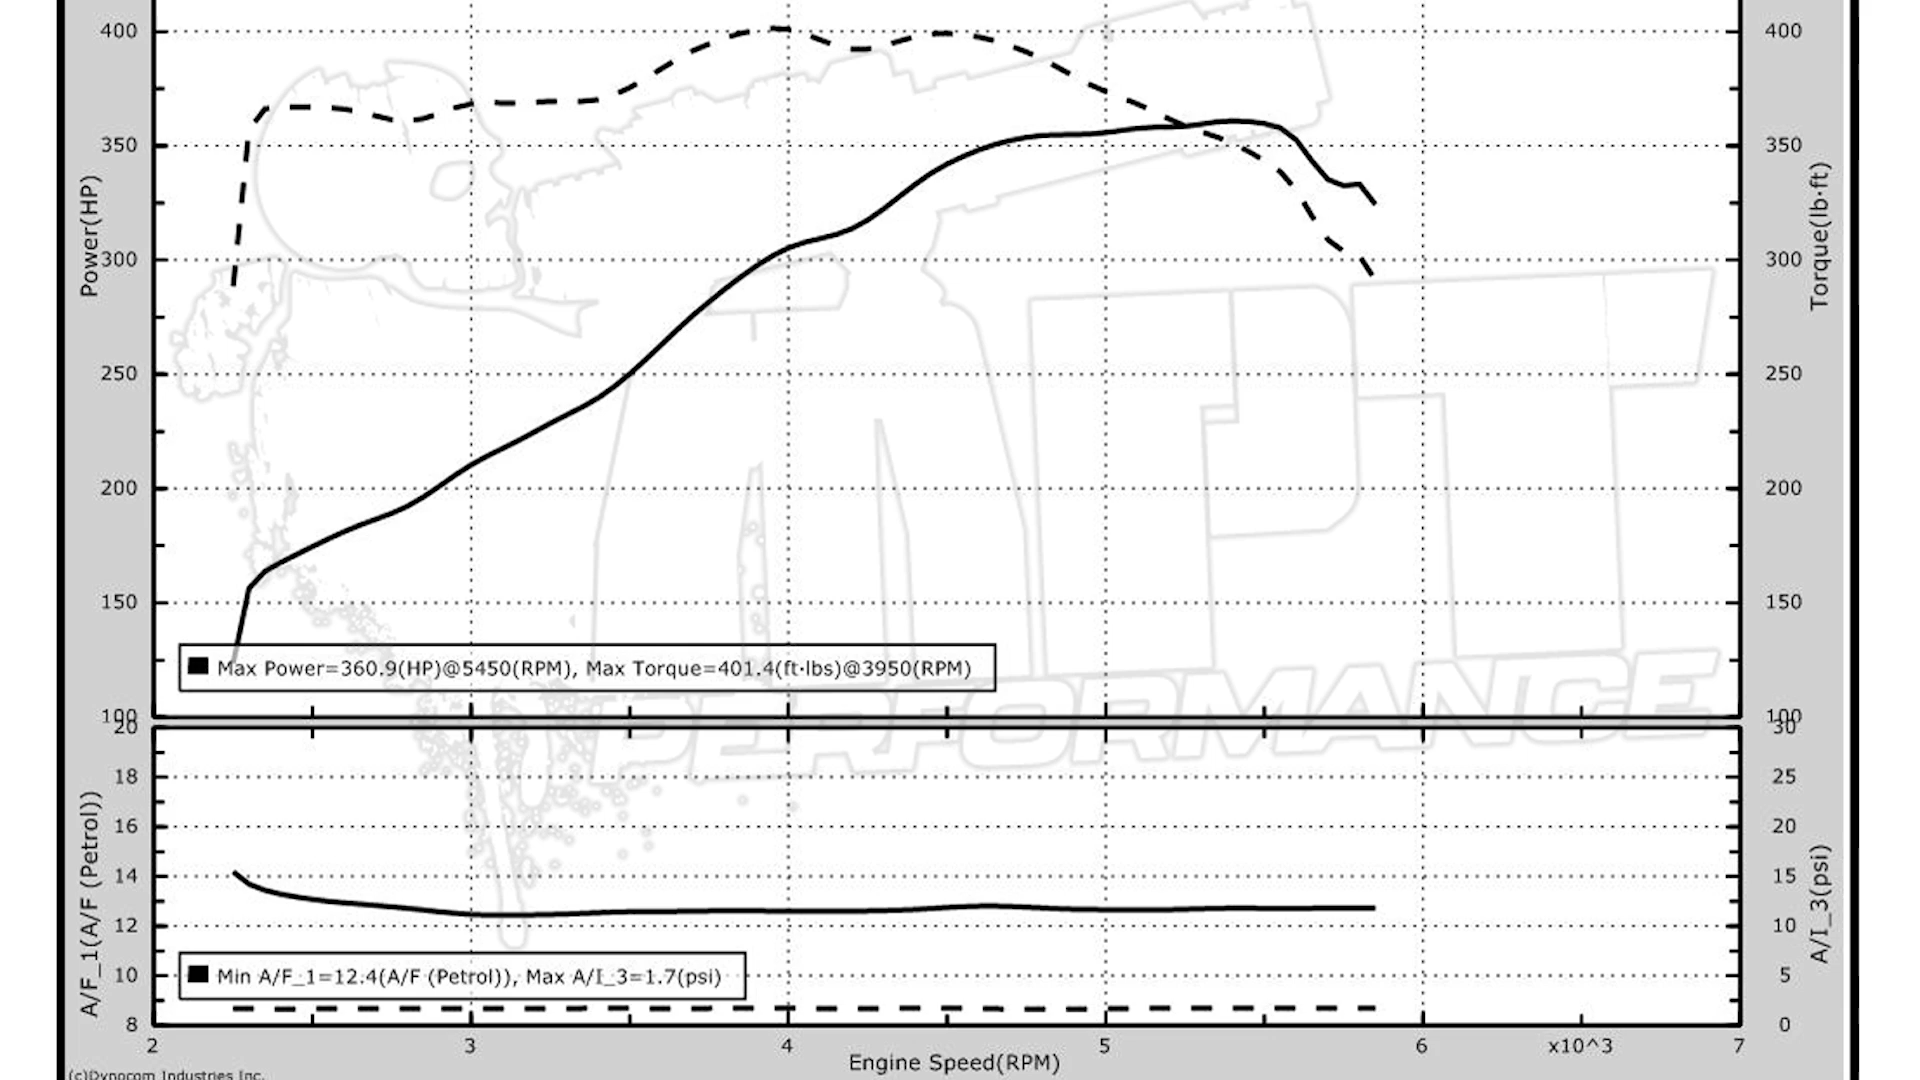 400
350
300
250
200
150
100
Power(HP)
400
350
300
250
200
150
100
Torque(lb·ft)
Max Power=360.9(HP)@5450(RPM), Max Torque=401.4(ft·lbs)@3950(RPM)
PERFORMANCE
20
18
16
14
12
10
8
A/F_1(A/F (Petrol))
30
25
20
15
10
5
0
A/I_3(psi)
Min A/F_1=12.4(A/F (Petrol)), Max A/I_3=1.7(psi)
2 3 4 5 6 x10^3 7
Engine Speed(RPM)
(c)Dynocom Industries Inc.